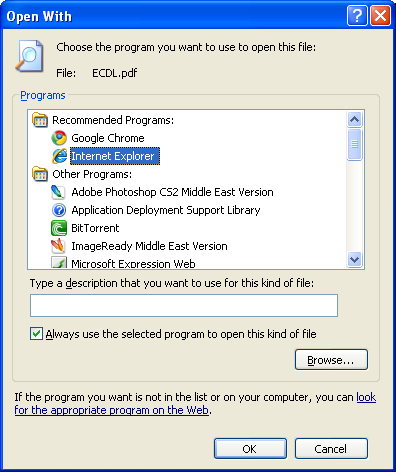 Open With
Choose the program you want to use to open this file:
File: ECDL.pdf
Programs
Recommended Programs:
Google Chrome
Internet Explorer
Other Programs:
Adobe Photoshop CS2 Middle East Version
Application Deployment Support Library
BitTorrent
ImageReady Middle East Version
Microsoft Expression Web
Type a description that you want to use for this kind of file:
Always use the selected program to open this kind of file
Browse...
If the program you want is not in the list or on your computer, you can look
for the appropriate program on the Web.
OK Cancel